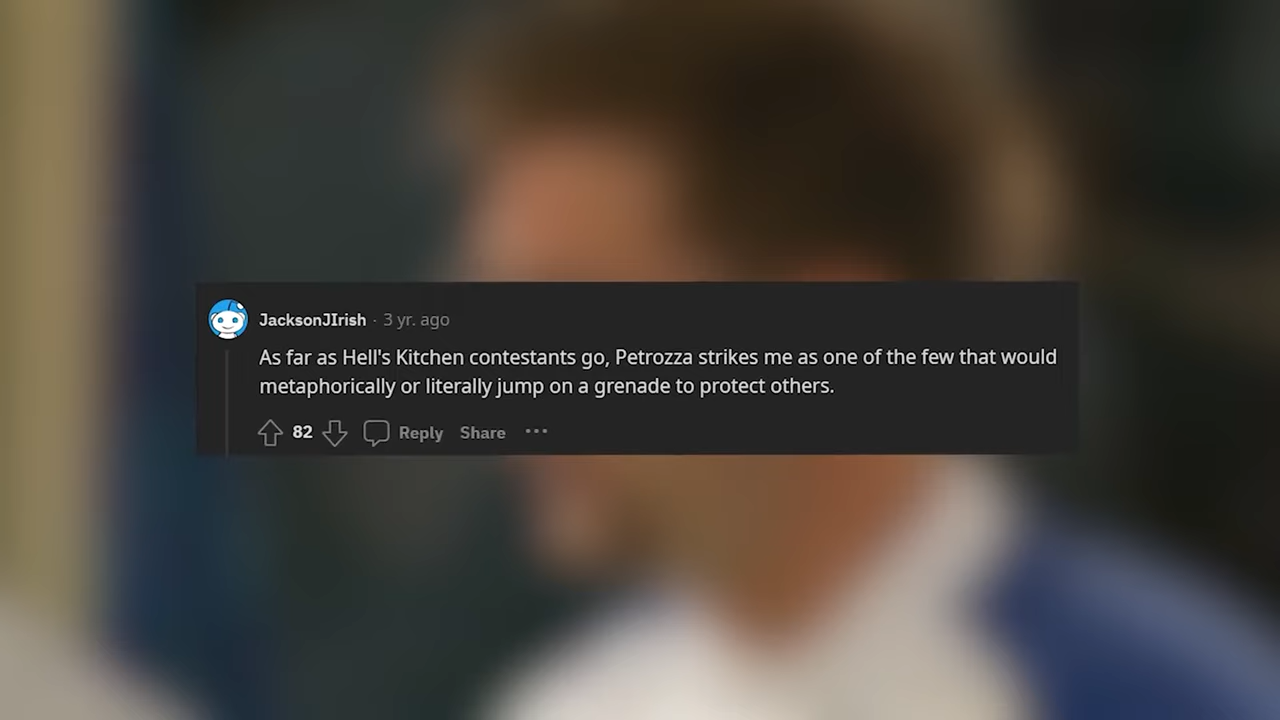 JacksonJIrish · 3 yr. ago
As far as Hell's Kitchen contestants go, Petrozza strikes me as one of the few that would
metaphorically or literally jump on a grenade to protect others.
82 Reply Share ···